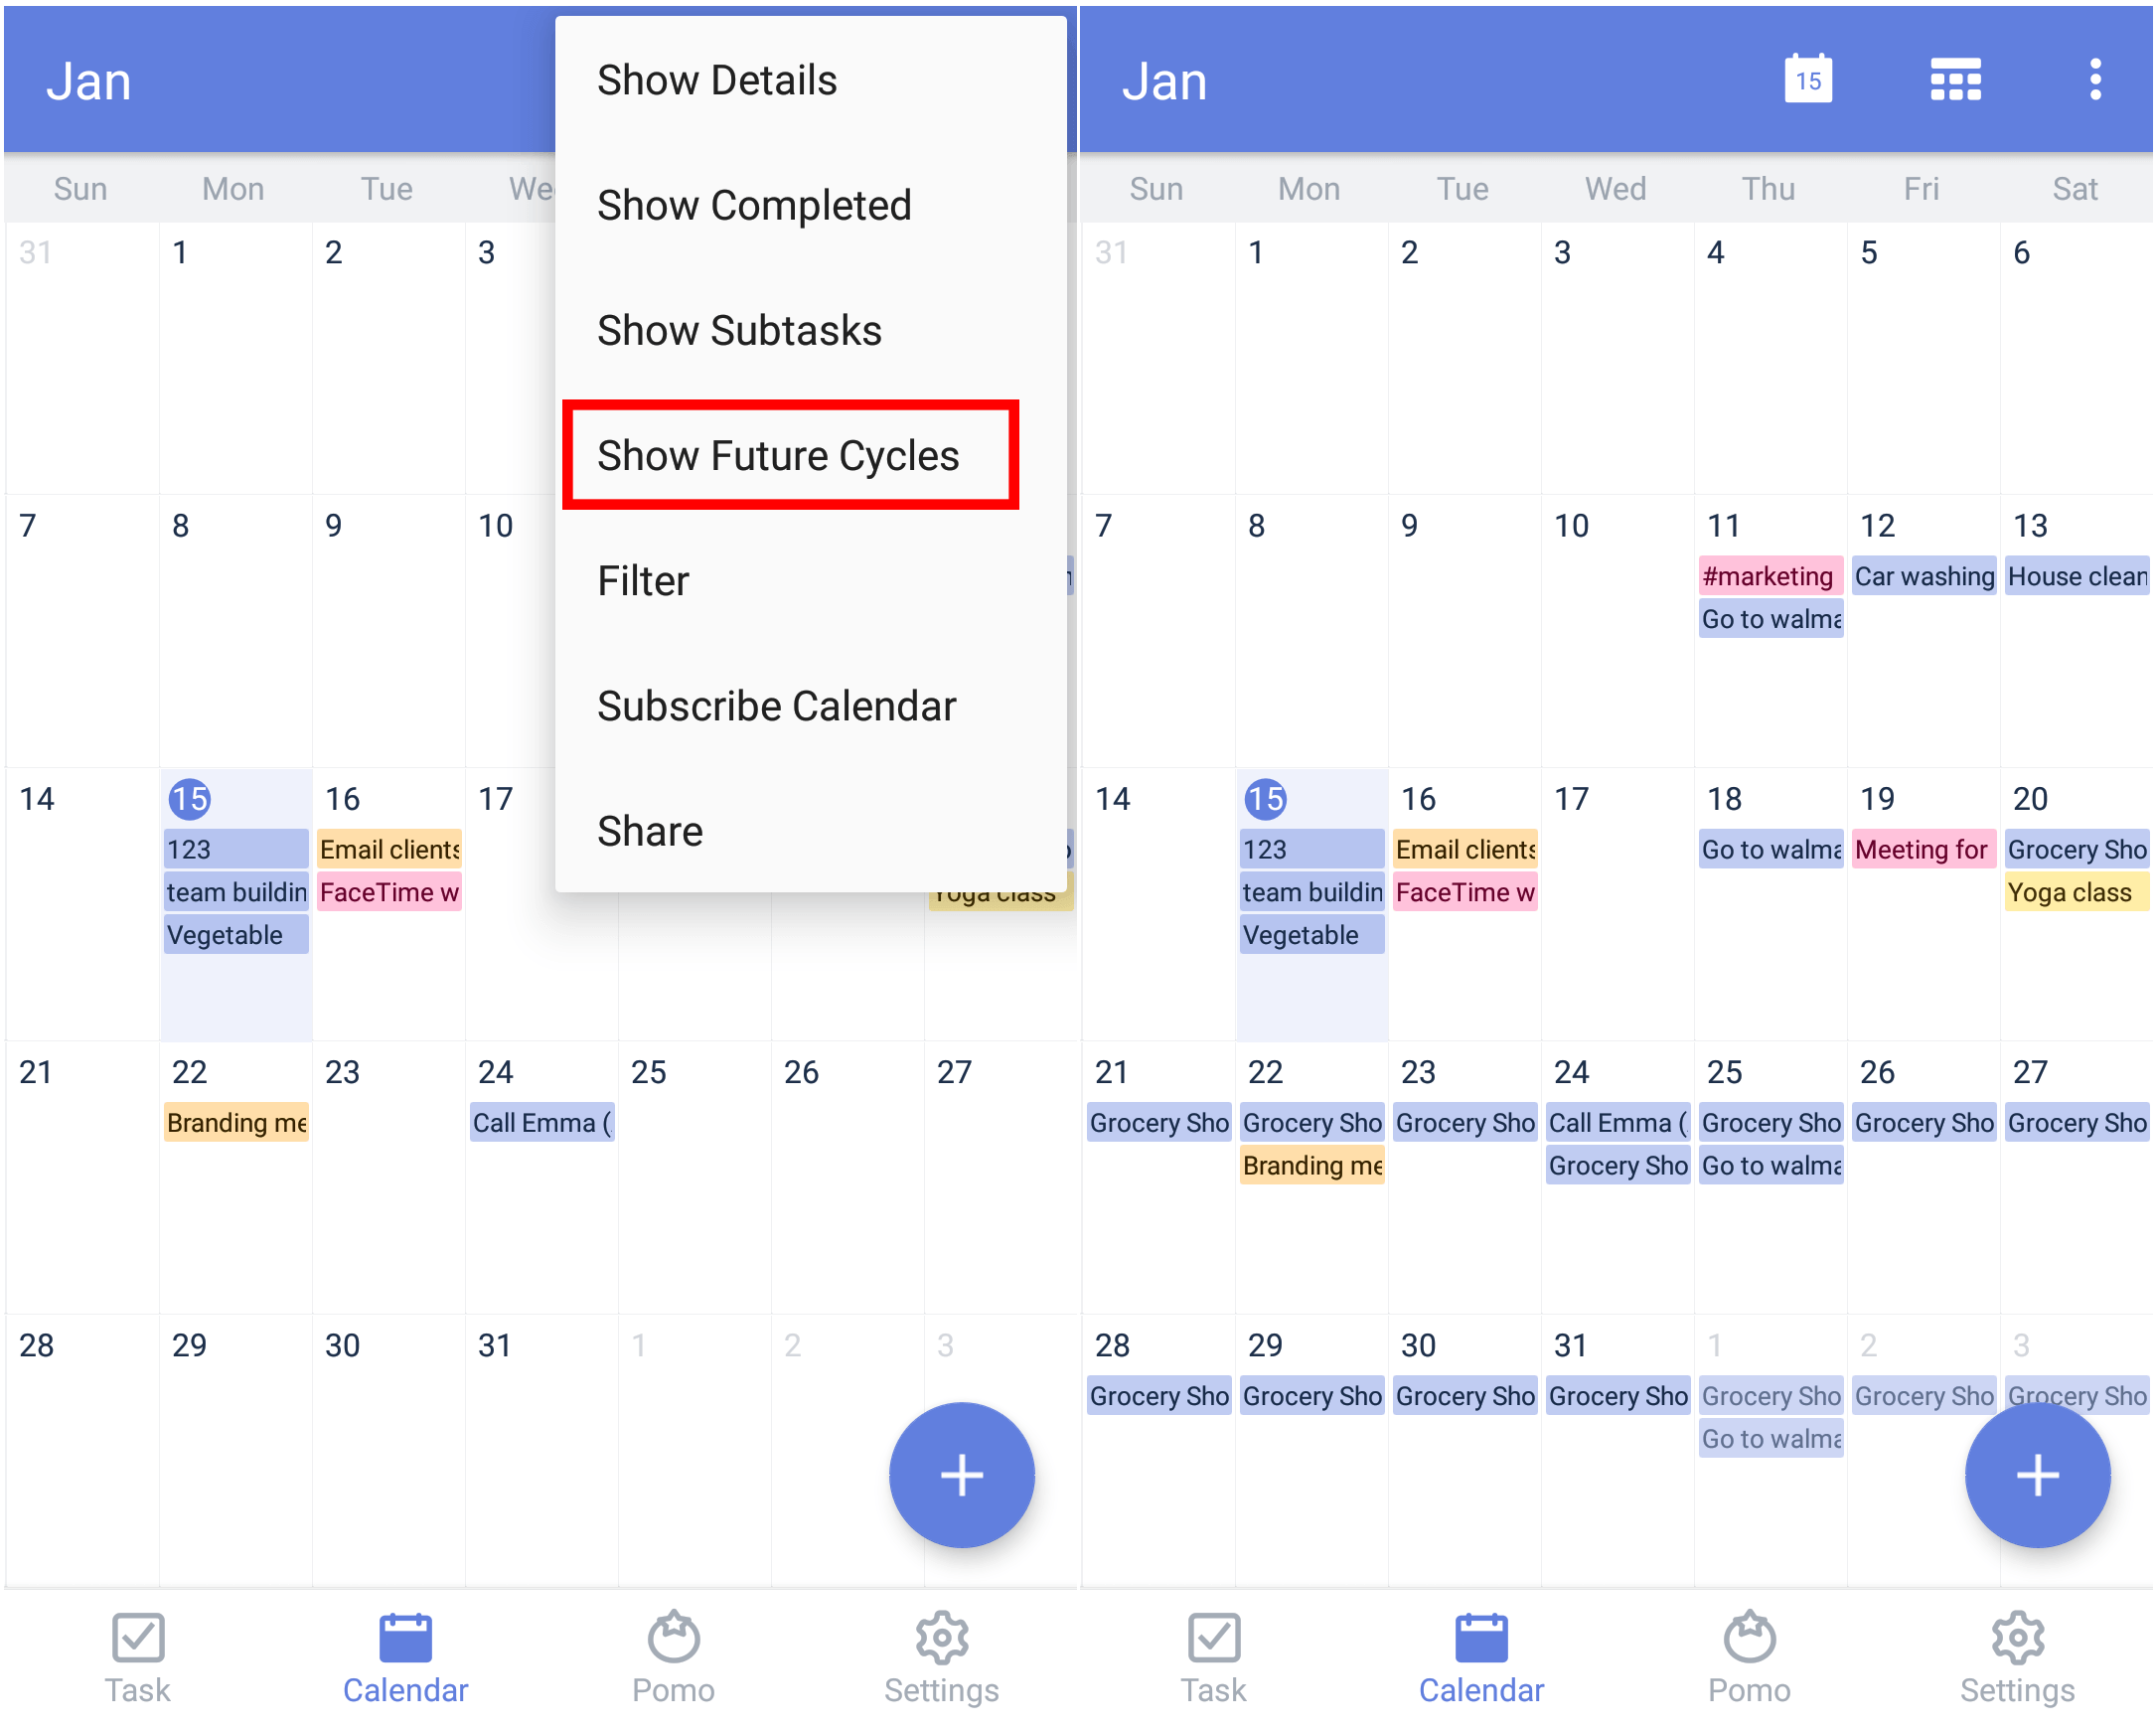 Jan
Show Details
Show Completed
Show Subtasks
Show Future Cycles
Filter
Subscribe Calendar
Share
Sun Mon Tue We
31 1 2 3
7 8 9 10
14 15 16 17
123 Email clients
team buildin FaceTime w Yoga class
Vegetable
21 22 23 24 25 26 27
Branding me Call Emma (
28 29 30 31 1 2 3
+
Task Calendar Pomo Settings
Jan 15
Sun Mon Tue Wed Thu Fri Sat
31 1 2 3 4 5 6
7 8 9 10 11 12 13
#marketing Car washing House clean
Go to walma
14 15 16 17 18 19 20
123 Email clients Go to walma Meeting for Grocery Sho
team buildin FaceTime w Yoga class
Vegetable
21 22 23 24 25 26 27
Grocery Sho Grocery Sho Grocery Sho Call Emma ( Grocery Sho Grocery Sho Grocery Sho
Branding me Grocery Sho Go to walma
28 29 30 31 1 2 3
Grocery Sho Grocery Sho Grocery Sho Grocery Sho Grocery Sho Grocery Sho Grocery Sho
Go to walma
+
Task Calendar Pomo Settings